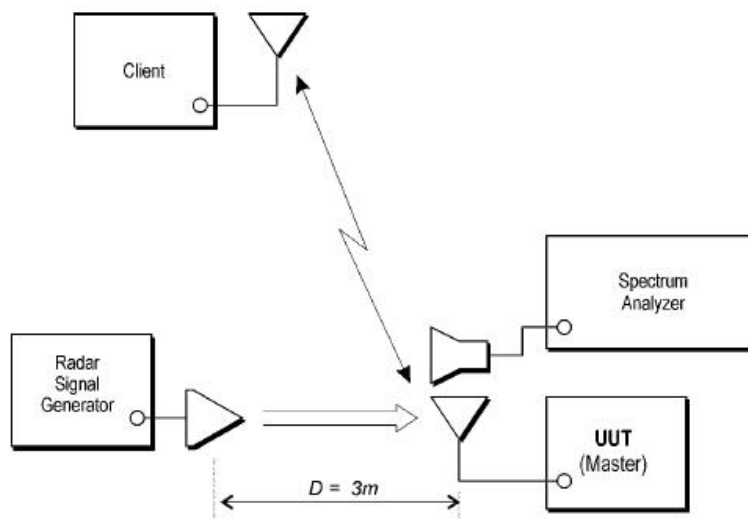 Client
Spectrum
Analyzer
Radar
Signal
Generator
UUT
(Master)
D = 3m